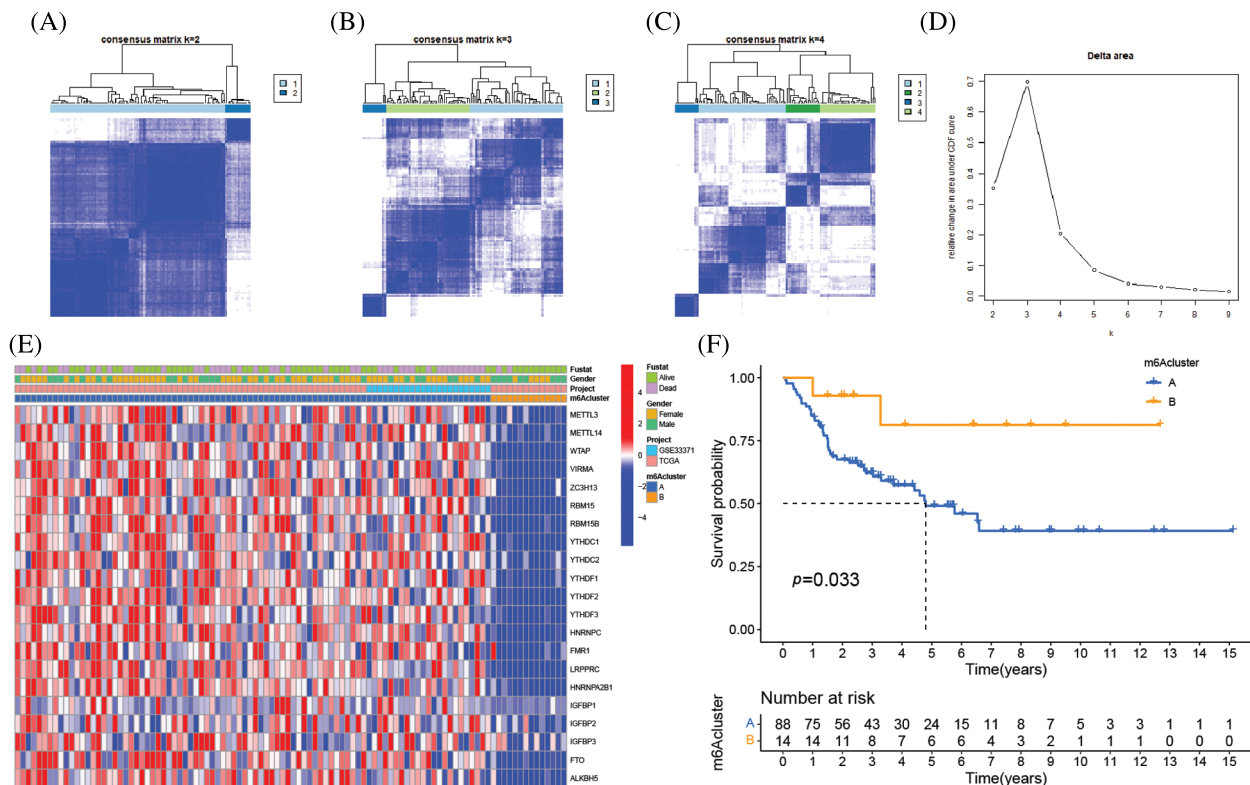 (A)
consensus matrix k=2
1
2
(B)
consensus matrix k=3
1
2
3
(C)
consensus matrix k=4
1
2
3
4
(D)
Delta area
relative change in area under CDF curve
0.7
0.6
0.5
0.4
0.3
0.2
0.1
0.0
2 3 4 5 6 7 8 9
k
(E)
Fustat
Gender
Project
m6Acluster
METTL3
METTL14
WTAP
VIRMA
ZC3H13
RBM15
RBM15B
YTHDC1
YTHDC2
YTHDF1
YTHDF2
YTHDF3
HNRNPC
FMR1
LRPPRC
HNRNPA2B1
IGFBP1
IGFBP2
IGFBP3
FTO
ALKBH5
4
2
0
−2
−4
Fustat
Alive
Dead
Gender
Female
Male
Project
GSE33371
TCGA
m6Acluster
A
B
(F)
m6Acluster
A
B
Survival probability
1.00
0.75
0.50
0.25
0.00
p=0.033
0 1 2 3 4 5 6 7 8 9 10 11 12 13 14 15
Time(years)
Number at risk
m6Acluster
A 88 75 56 43 30 24 15 11 8 7 5 3 3 1 1 1
B 14 14 11 8 7 6 6 4 3 2 1 1 1 0 0 0
0 1 2 3 4 5 6 7 8 9 10 11 12 13 14 15
Time(years)